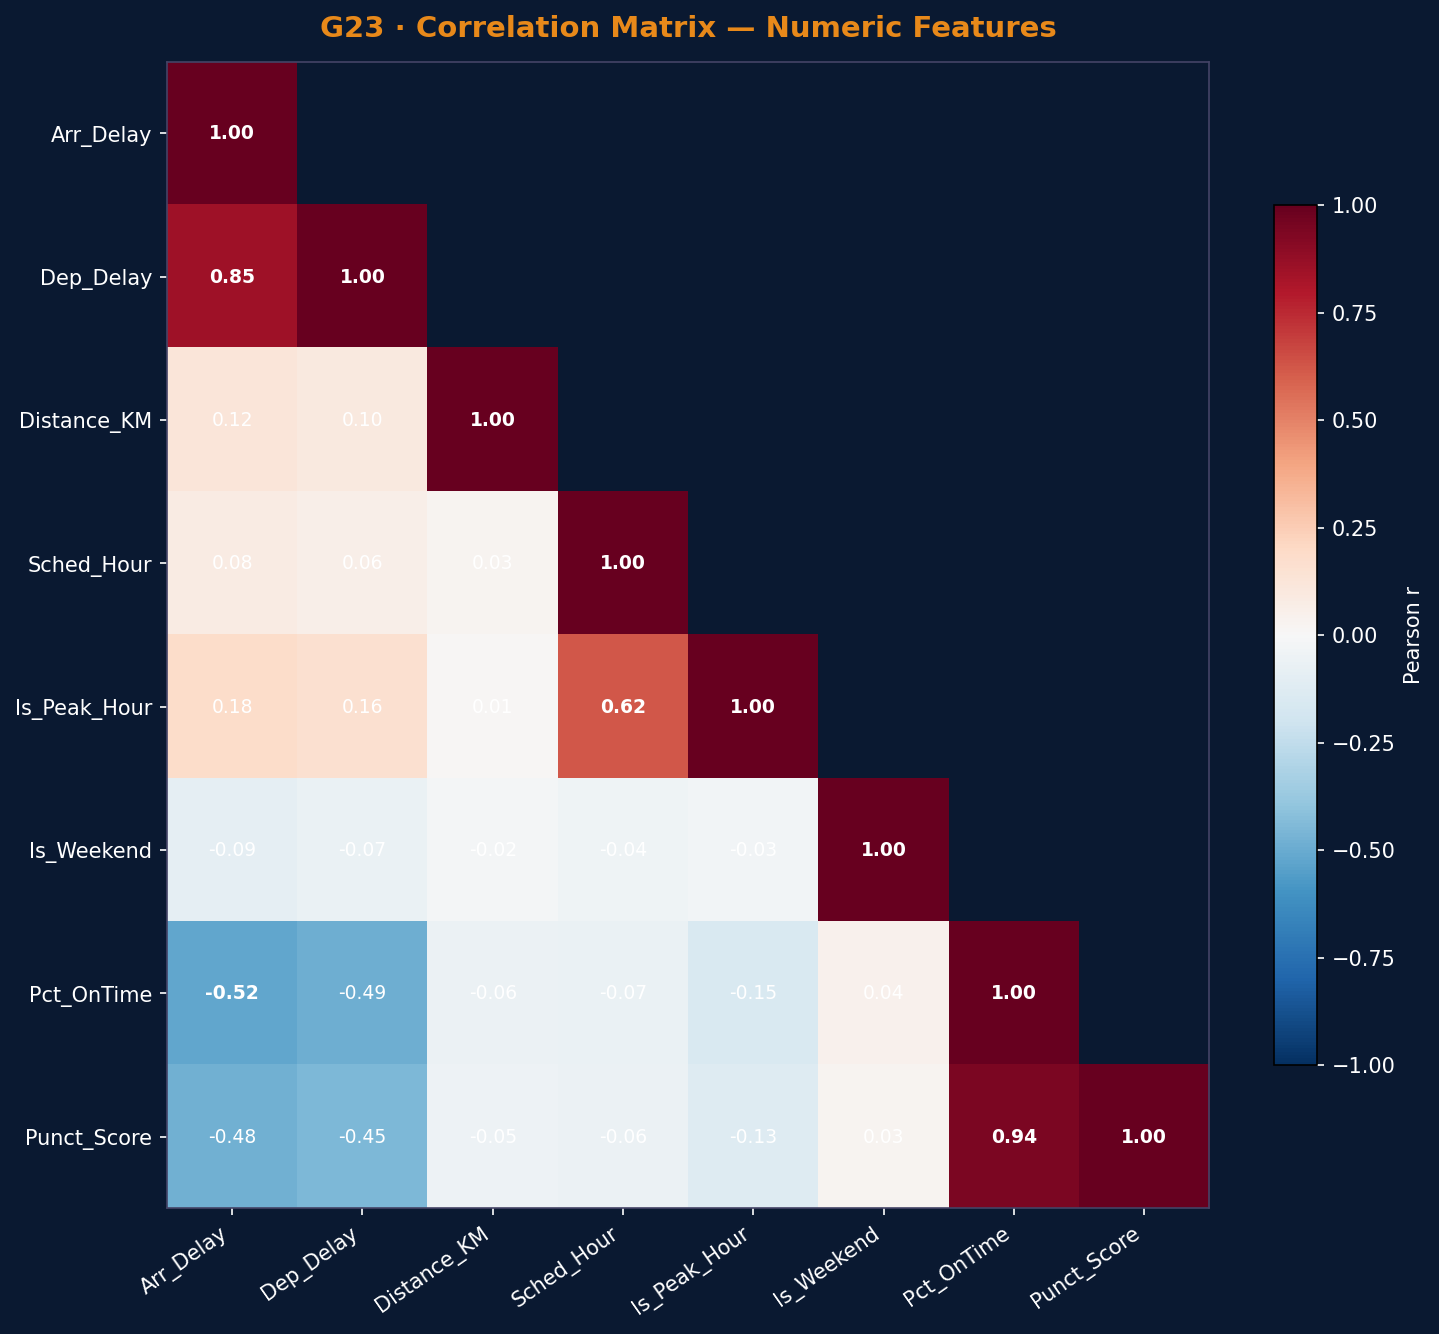 G23 · Correlation Matrix — Numeric Features
Arr_Delay 1.00
Dep_Delay 0.85 1.00
Distance_KM 0.12 0.10 1.00
Sched_Hour 0.08 0.06 0.03 1.00
Is_Peak_Hour 0.18 0.16 0.01 0.62 1.00
Is_Weekend -0.09 -0.07 -0.02 -0.04 -0.03 1.00
Pct_OnTime -0.52 -0.49 -0.06 -0.07 -0.15 0.04 1.00
Punct_Score -0.48 -0.45 -0.05 -0.06 -0.13 0.03 0.94 1.00
Arr_Delay Dep_Delay Distance_KM Sched_Hour Is_Peak_Hour Is_Weekend Pct_OnTime Punct_Score
1.00
0.75
0.50
0.25
0.00
−0.25
−0.50
−0.75
−1.00
Pearson r